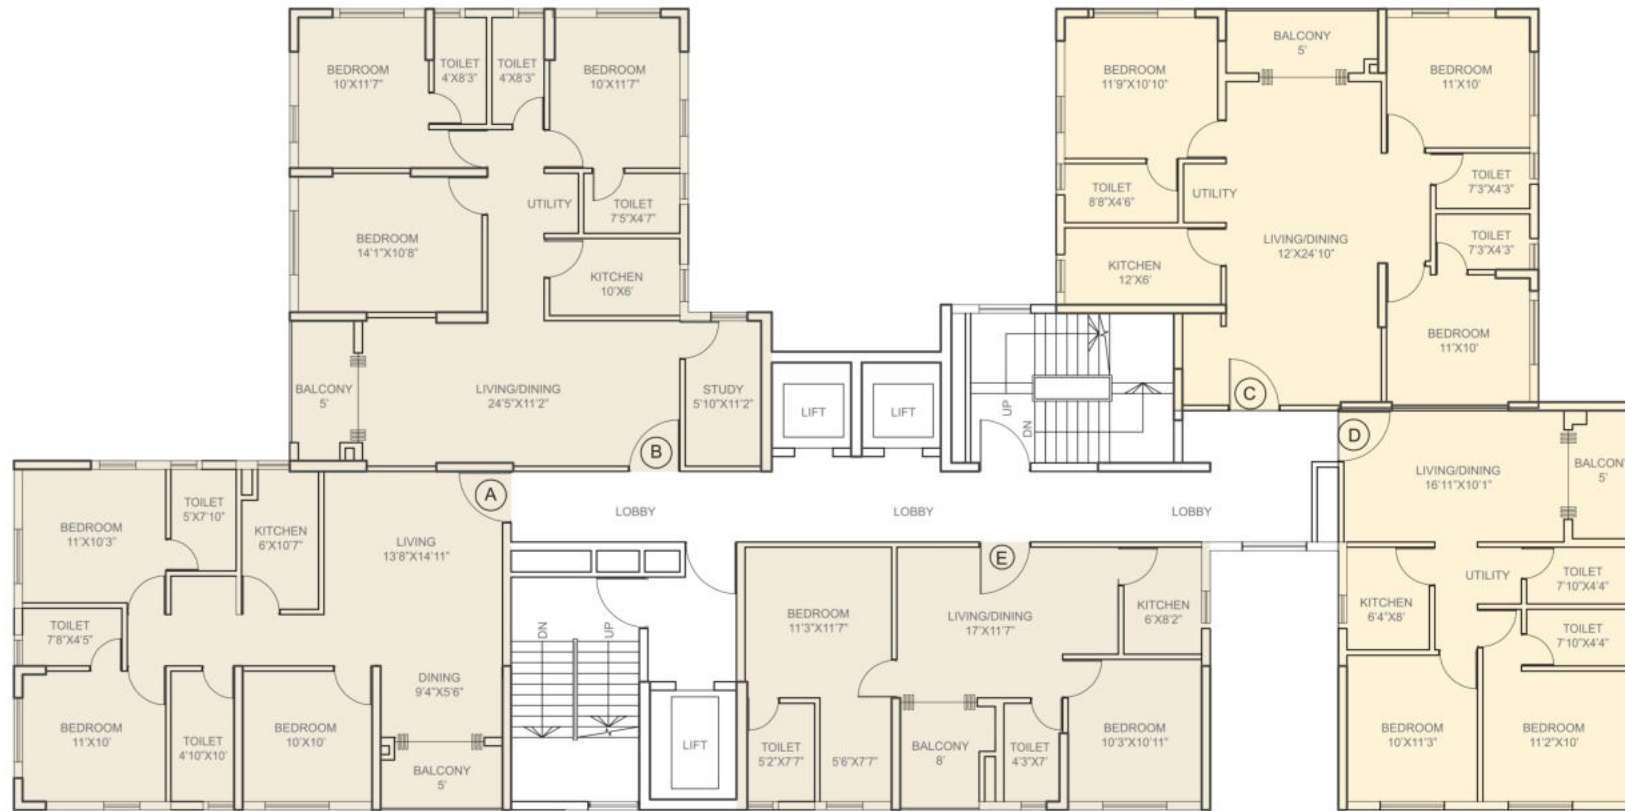 BEDROOM
10'X11'7"
TOILET
4'X8'3"
TOILET
4'X8'3"
BEDROOM
10'X11'7"
BEDROOM
14'1"X10'8"
UTILITY
TOILET
7'5"X4'7"
KITCHEN
10'X6'
BALCONY
5'
LIVING/DINING
24'5"X11'2"
STUDY
5'10"X11'2"
B
LIFT
LIFT
UP
DN
BEDROOM
11'9"X10'10"
BALCONY
5'
BEDROOM
11'X10'
TOILET
8'8"X4'6"
UTILITY
TOILET
7'3"X4'3"
TOILET
7'3"X4'3"
KITCHEN
12'X6'
LIVING/DINING
12'X24'10"
BEDROOM
11'X10'
C
D
LIVING/DINING
16'11"X10'1"
BALCONY
5'
UTILITY
TOILET
7'10"X4'4"
KITCHEN
6'4"X8'
TOILET
7'10"X4'4"
BEDROOM
10'X11'3"
BEDROOM
11'2"X10'
LOBBY
LOBBY
LOBBY
A
BEDROOM
11'X10'3"
TOILET
5'X7'10"
KITCHEN
6'X10'7"
LIVING
13'8"X14'11"
TOILET
7'8"X4'5"
DINING
9'4"X5'6"
BEDROOM
11'X10'
TOILET
4'10"X10'
BEDROOM
10'X10'
BALCONY
5'
DN
UP
LIFT
E
BEDROOM
11'3"X11'7"
LIVING/DINING
17'X11'7"
KITCHEN
6'X8'2"
TOILET
5'2"X7'7"
5'6"X7'7"
BALCONY
8'
TOILET
4'3"X7'
BEDROOM
10'3"X10'11"